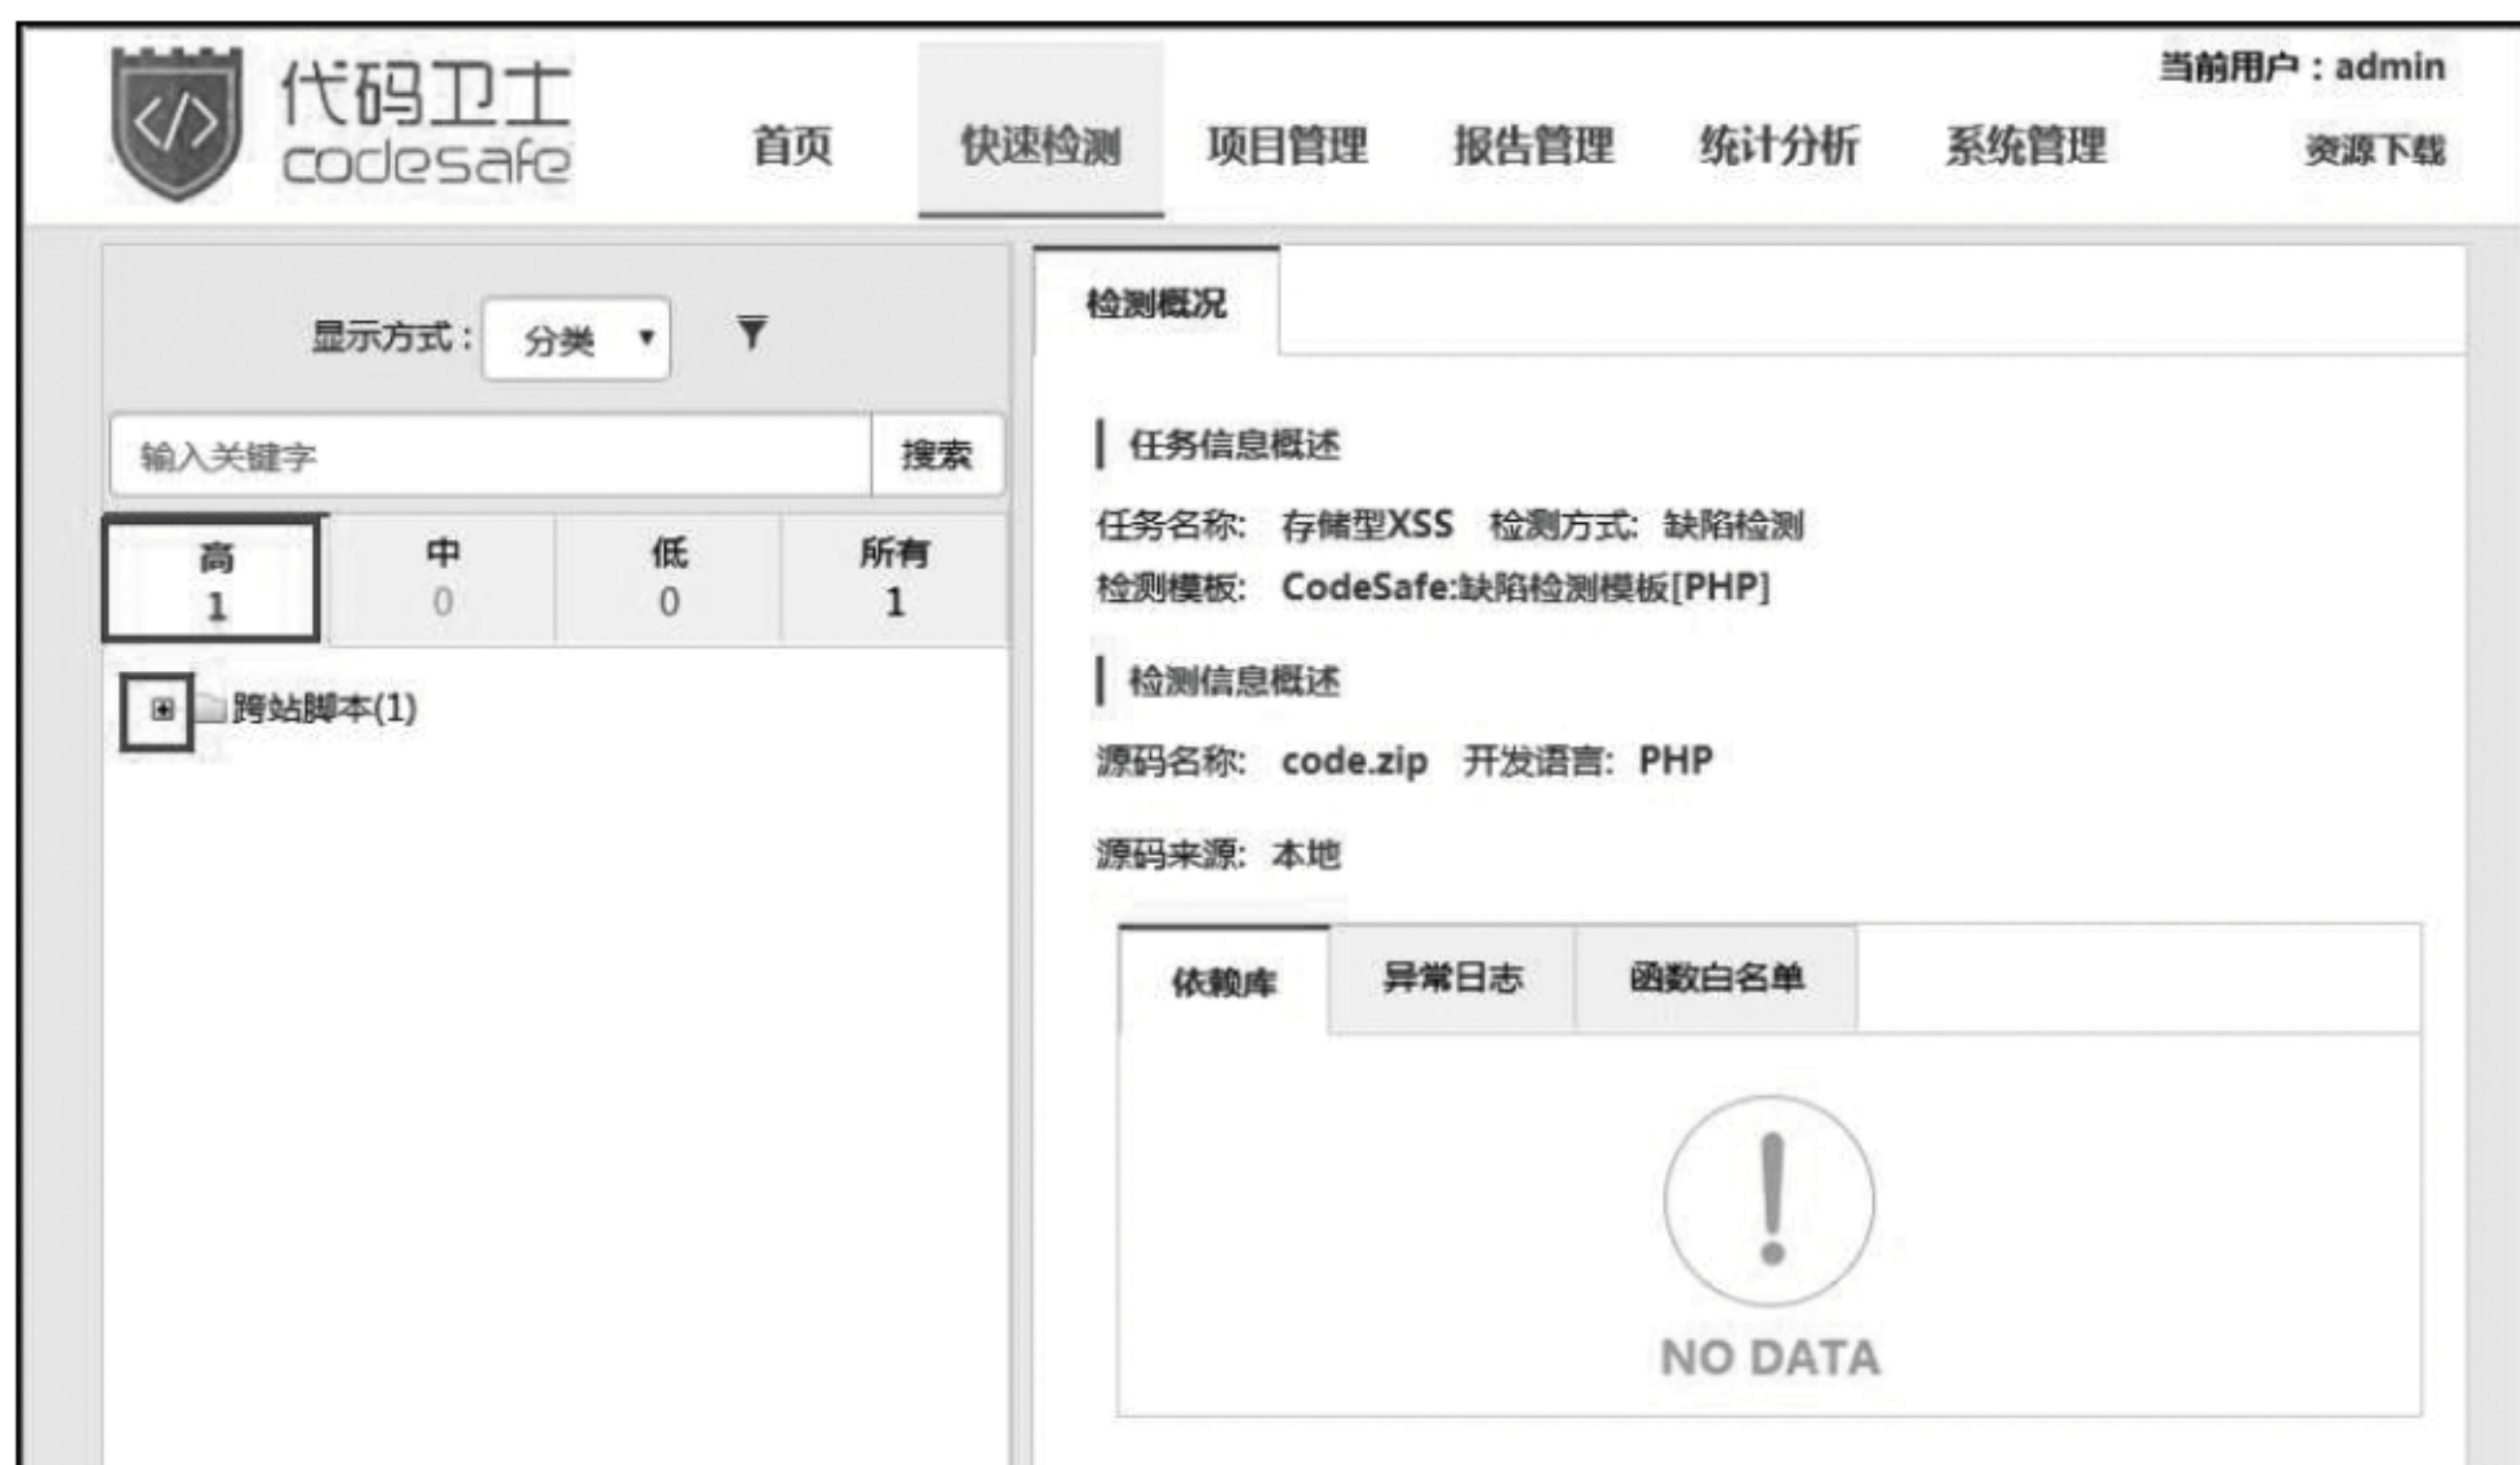 代码卫士
codesafe
当前用户：admin
首页 快速检测 项目管理 报告管理 统计分析 系统管理 资源下载
显示方式： 分类
输入关键字 搜索
高 中 低 所有
1 0 0 1
跨站脚本(1)
检测概况
任务信息概述
任务名称: 存储型XSS 检测方式: 缺陷检测
检测模板: CodeSafe:缺陷检测模板[PHP]
检测信息概述
源码名称: code.zip 开发语言: PHP
源码来源: 本地
依赖库 异常日志 函数白名单
NO DATA